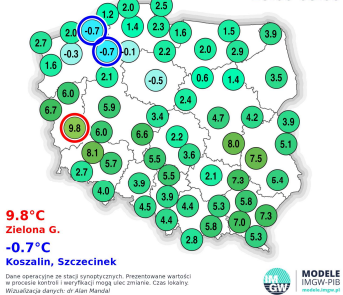 2.0 2.5
1.2
2.0 -0.7 1.4 2.3 1.6 1.5 3.9
2.7 -0.3 -0.7 -0.1 2.2 2.0 2.9
1.6 2.1 -0.5 0.6 1.4 3.5
6.0 2.4
6.7 5.9 3.4 4.7 4.2 3.9
9.8 6.0 6.6 2.2 8.0 5.1
8.1 5.7 5.5 3.6 7.5
2.7 5.5 2.1 7.3 5.4
4.0 3.9 3.9 5.8
4.5 4.4 5.3 7.3
4.4 5.8 7.0
2.8 5.3
9.8°C
Zielona G.
-0.7°C
Koszalin, Szczecinek
Dane operacyjne ze stacji synoptycznych. Prezentowane wartości
w procesie kontroli i weryfikacji mogą ulec zmianie. Czas lokalny.
Wizualizacja danych: dr Alan Mandal
IM
GW
MODELE
IMGW-PIB
modele.imgw.pl